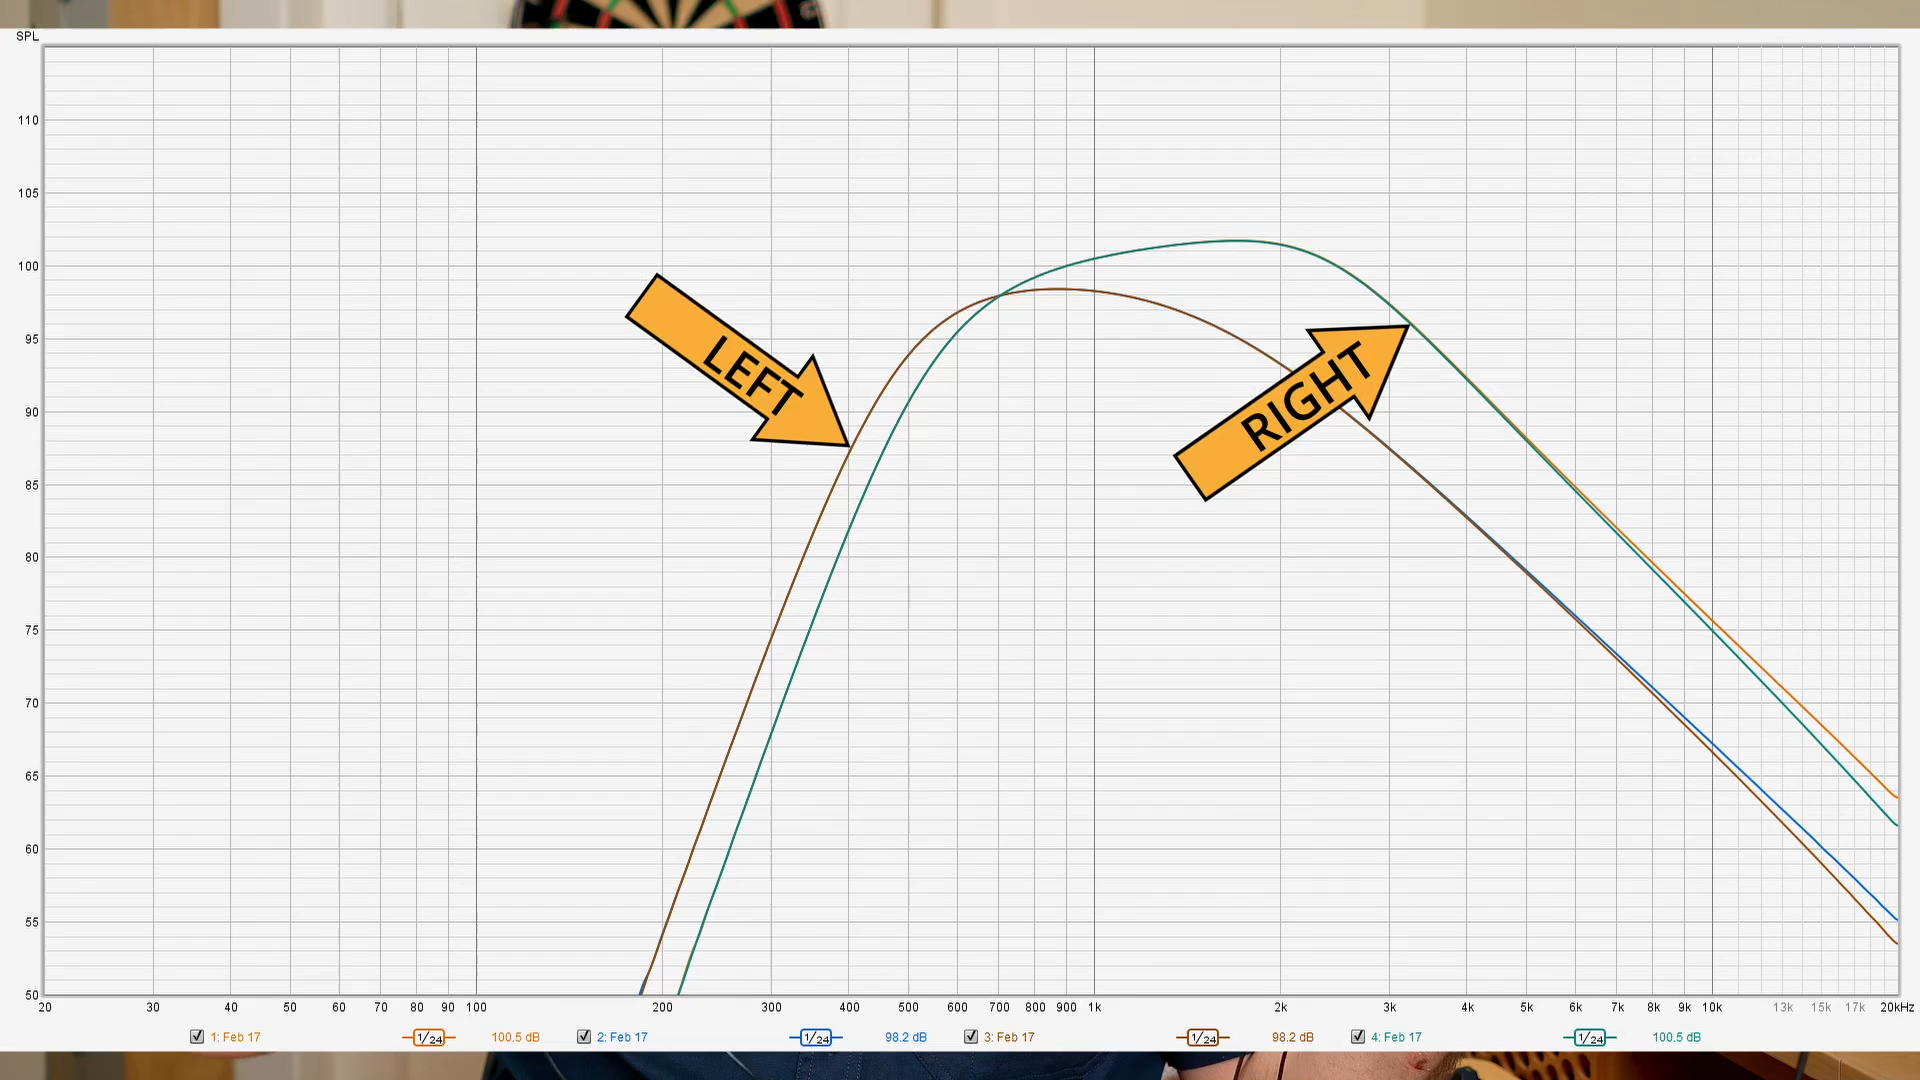 SPL
110
105
100
95
90
85
80
75
70
65
60
55
50
LEFT
RIGHT
20 30 40 50 60 70 80 90 100 200 300 400 500 600 700 800 900 1k 2k 3k 4k 5k 6k 7k 8k 9k 10k 13k 15k 17k 20kHz
1: Feb 17 1/24 100.5 dB 2: Feb 17 1/24 98.2 dB 3: Feb 17 1/24 98.2 dB 4: Feb 17 1/24 100.5 dB